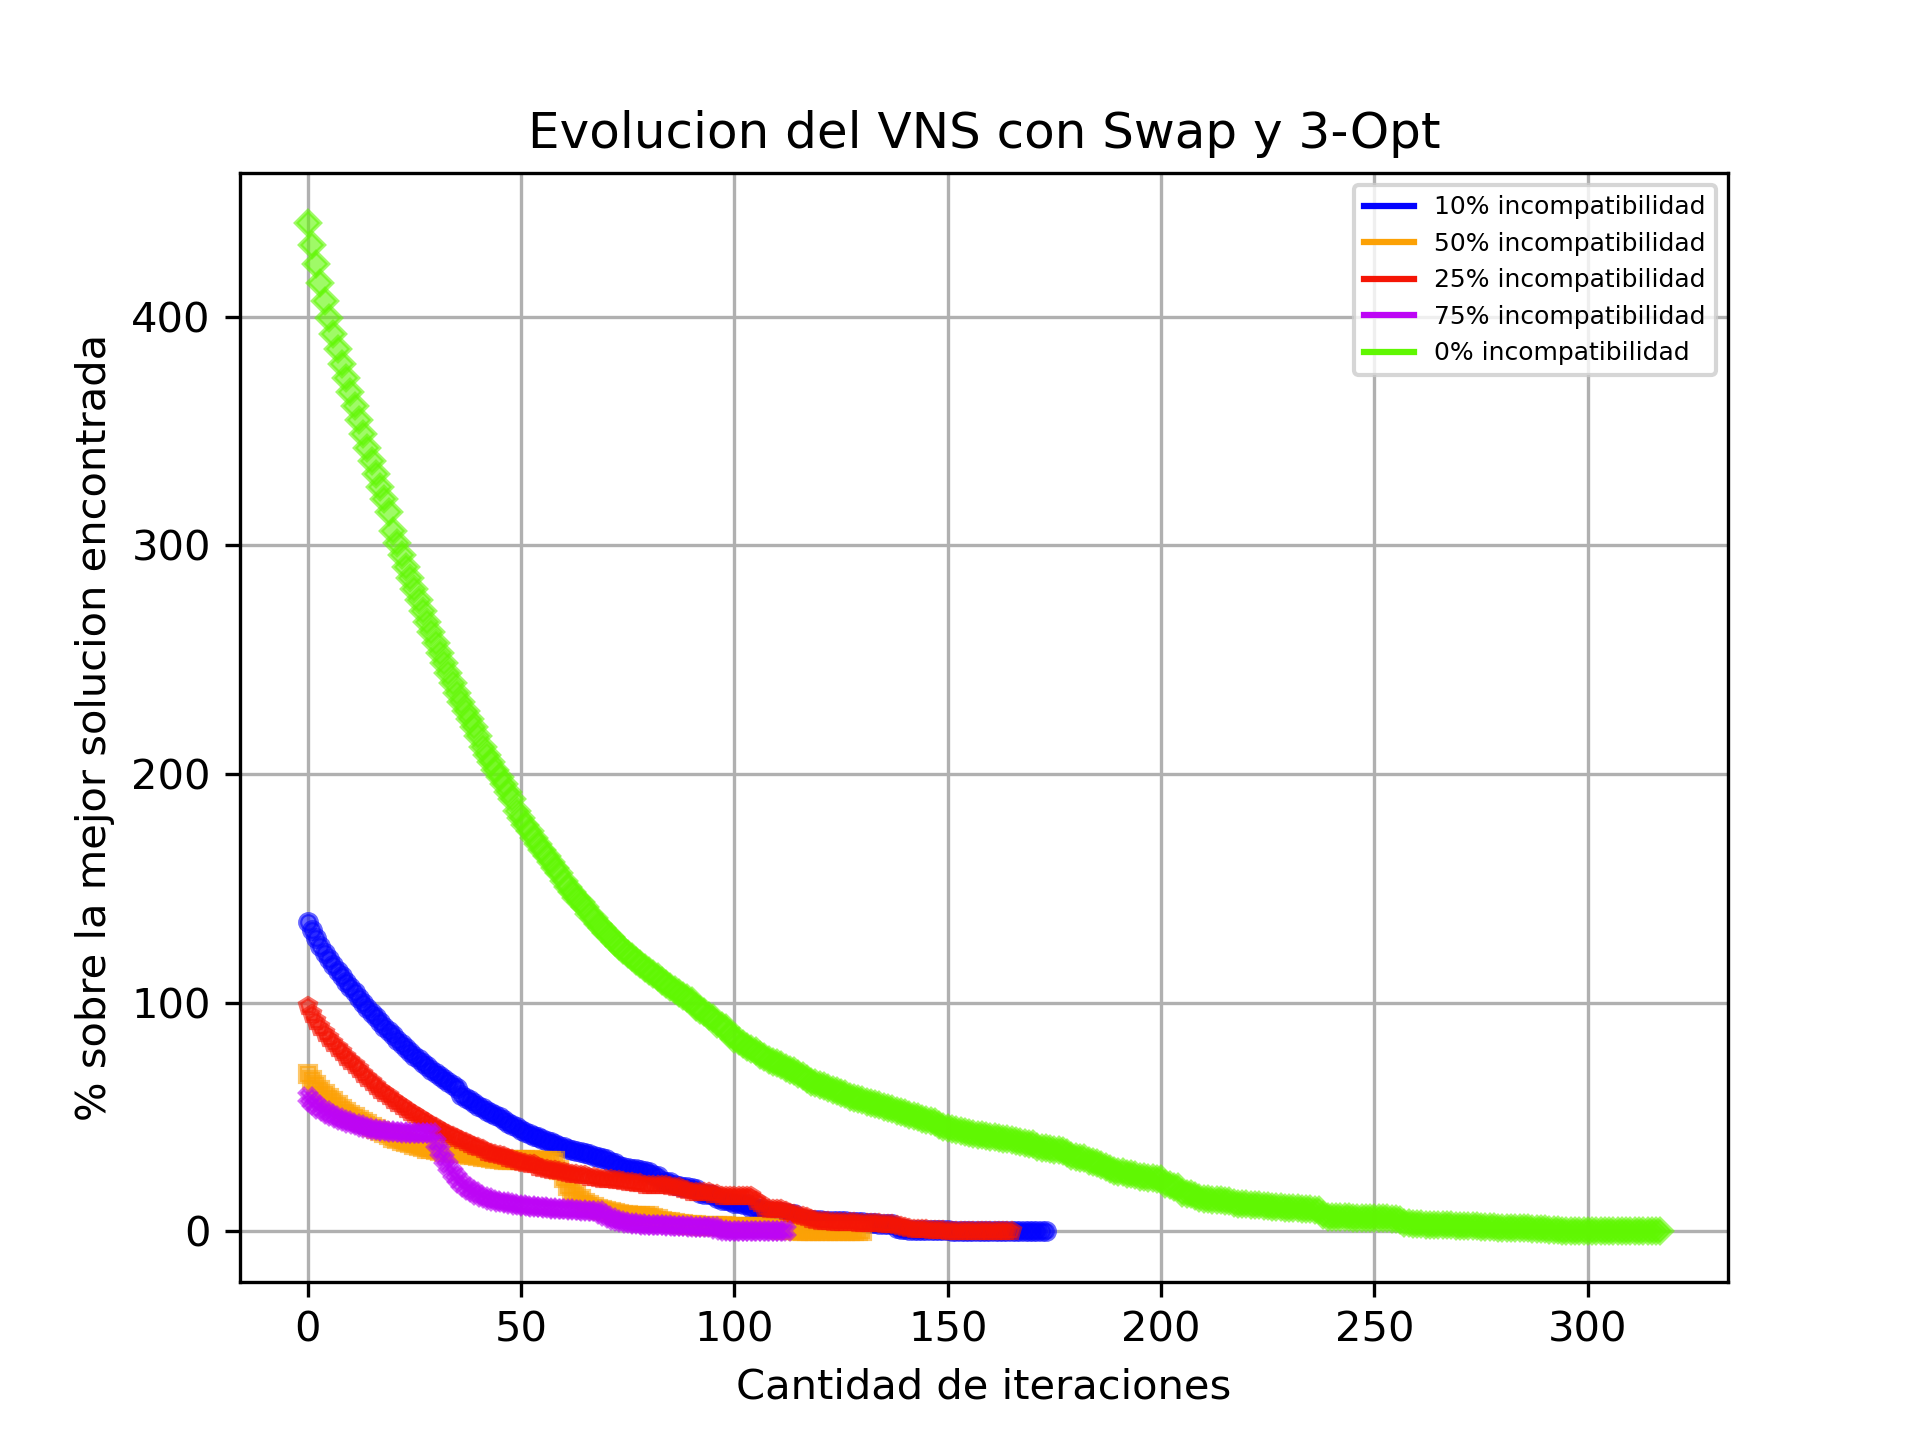 Evolucion del VNS con Swap y 3-Opt
% sobre la mejor solucion encontrada
400
300
200
100
0
10% incompatibilidad
50% incompatibilidad
25% incompatibilidad
75% incompatibilidad
0% incompatibilidad
0 50 100 150 200 250 300
Cantidad de iteraciones